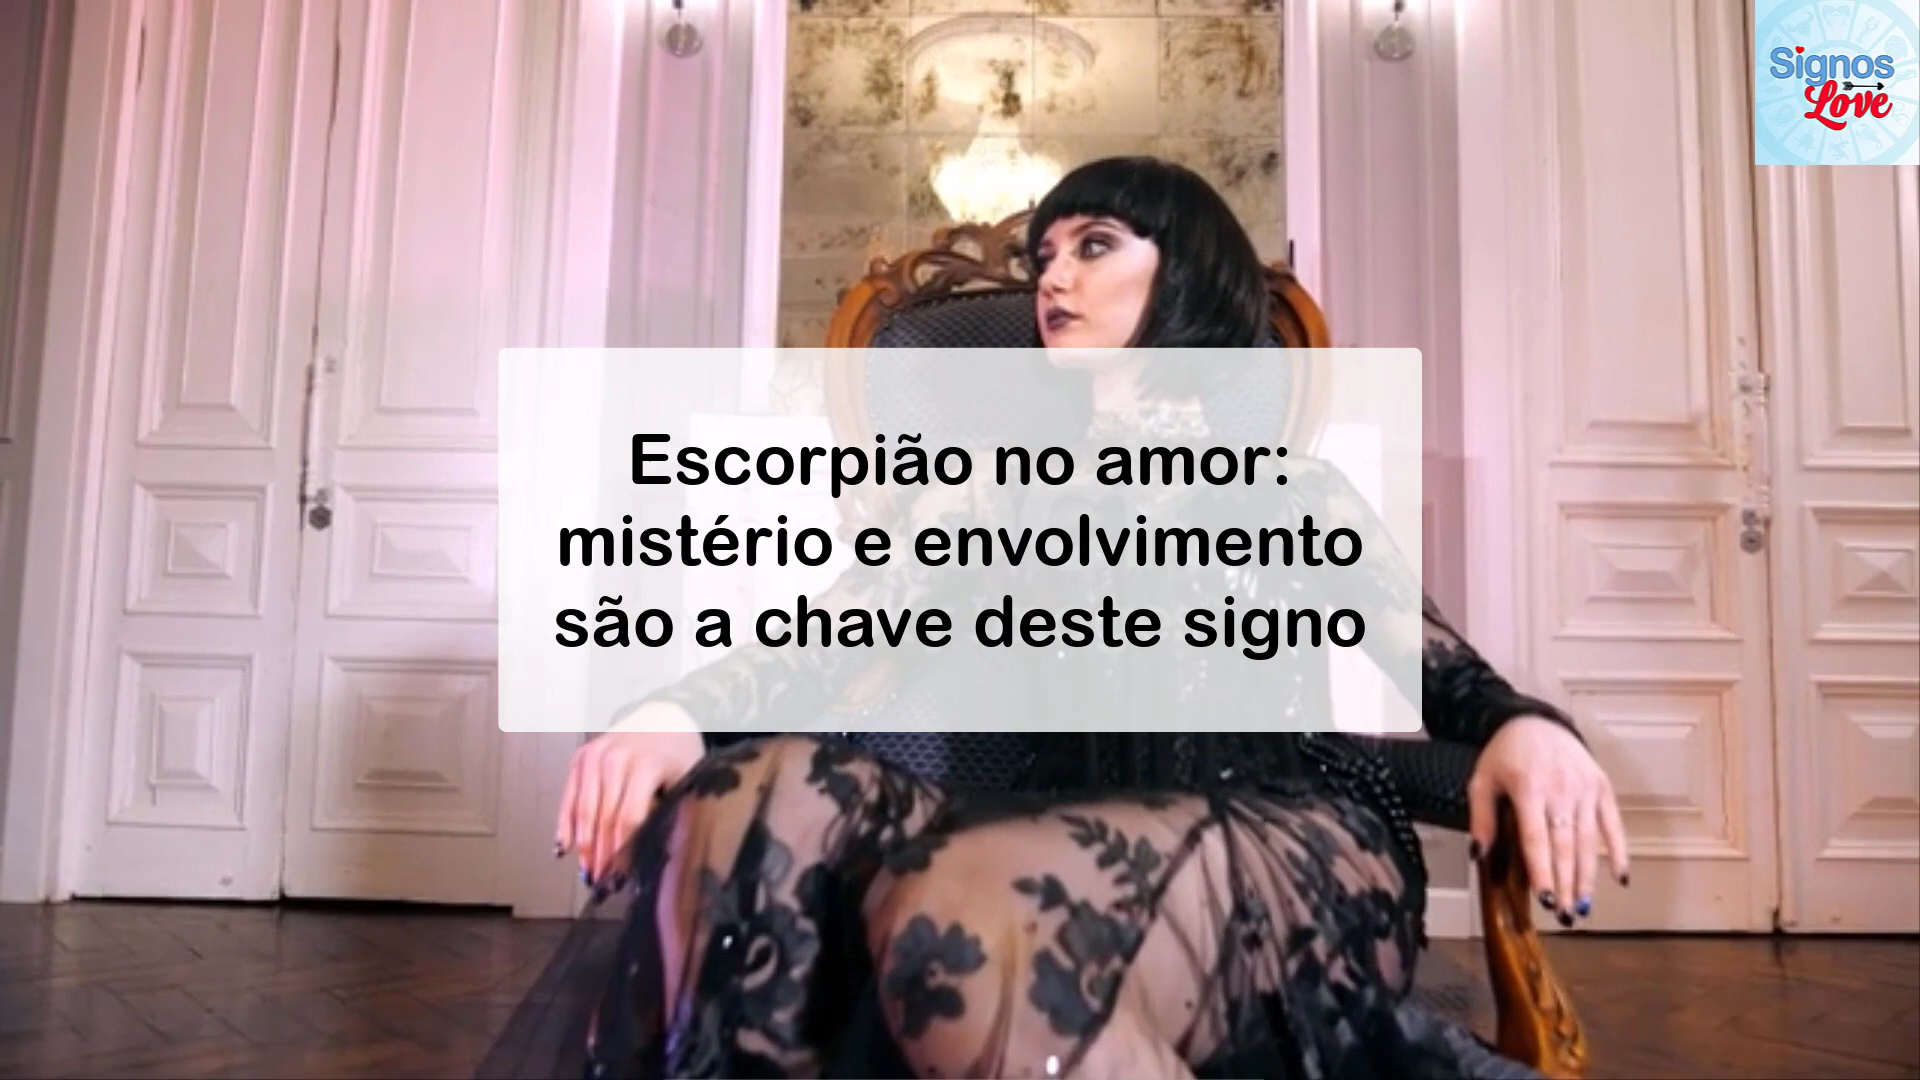 Signos
Love
Escorpião no amor:
mistério e envolvimento
são a chave deste signo